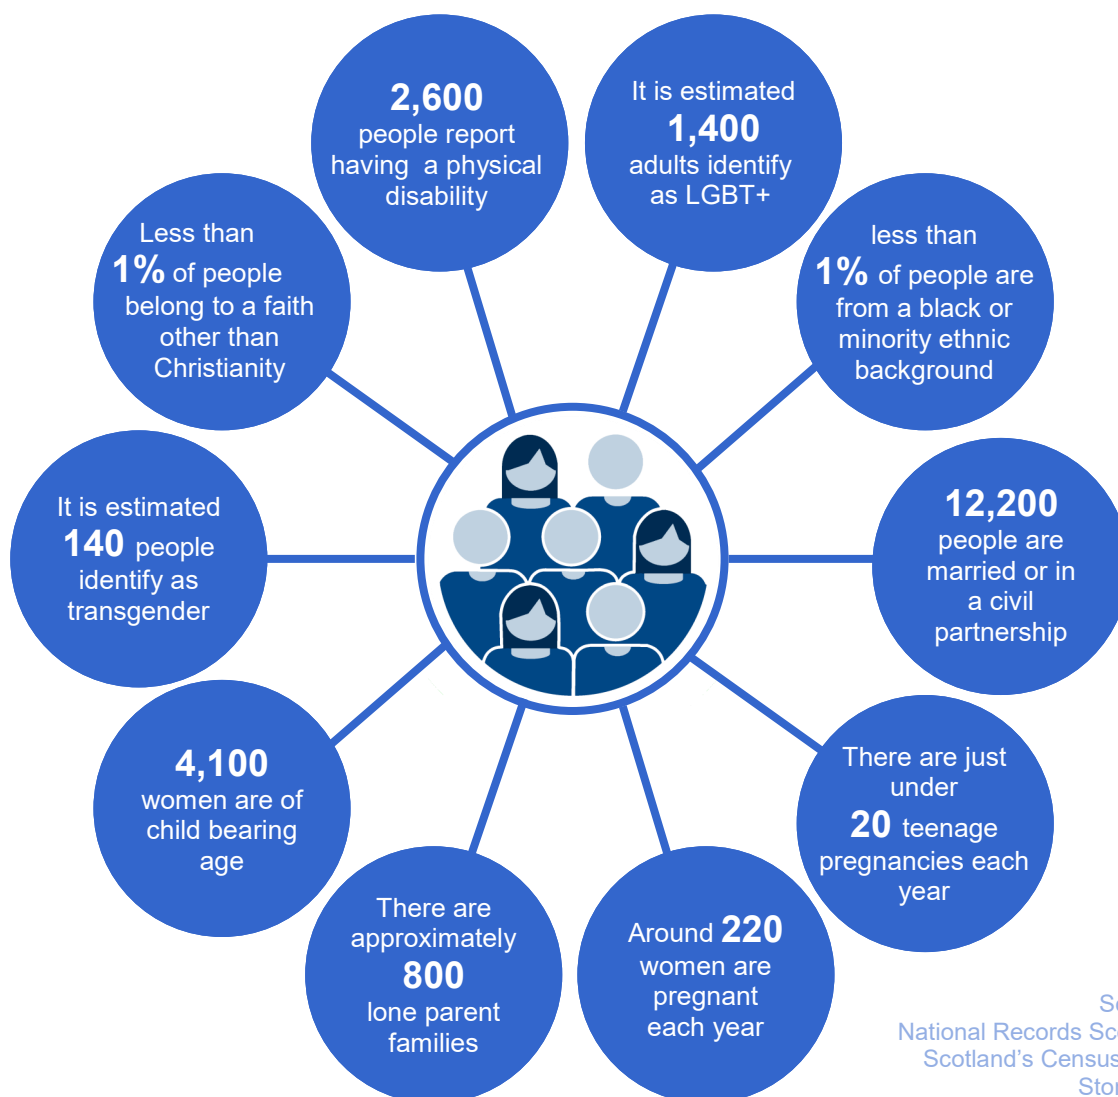 2,600
people report
having a physical
disability
It is estimated
1,400
adults identify
as LGBT+
less than
1% of people are
from a black or
minority ethnic
background
12,200
people are
married or in
a civil
partnership
There are just
under
20 teenage
pregnancies each
year
Around 220
women are
pregnant
each year
There are
approximately
800
lone parent
families
4,100
women are of
child bearing
age
It is estimated
140 people
identify as
transgender
Less than
1% of people
belong to a faith
other than
Christianity
National Records
Scotland's Census